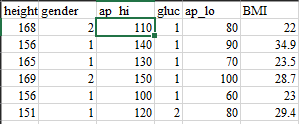 height gender ap_hi gluc ap_lo BMI
168 2 110 1 80 22
156 1 140 1 90 34.9
165 1 130 1 70 23.5
169 2 150 1 100 28.7
156 1 100 1 60 23
151 1 120 2 80 29.4